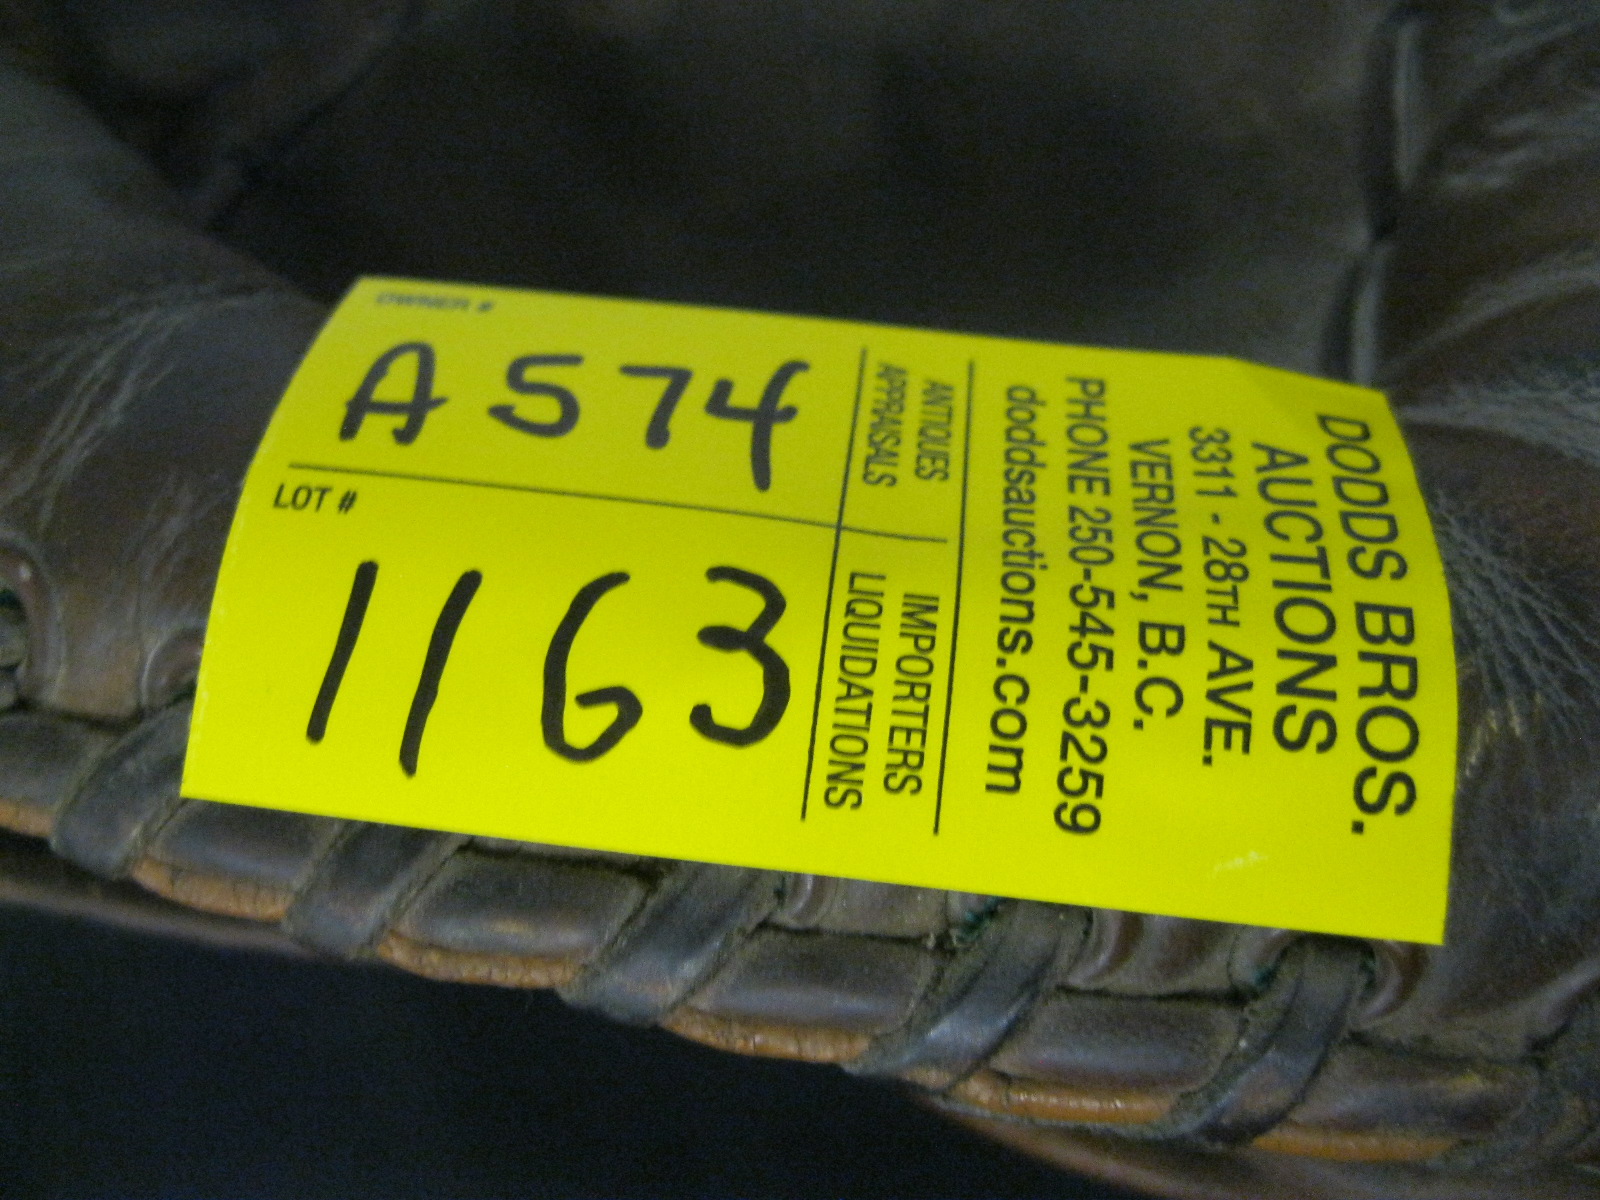 OWNER #
A574
LOT #
1163
ANTIQUES
APPRAISALS
IMPORTERS
LIQUIDATIONS
DODDS BROS.
AUCTIONS
3311 - 28TH AVE.
VERNON, B.C.
PHONE 250-545-3259
doddsauctions.com